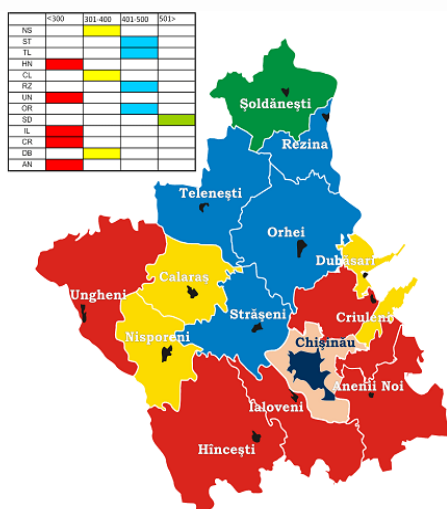 <300 301-400 401-500 501>
NS
ST
TL
HN
CL
RZ
UN
OR
SD
IL
CR
DB
AN
Şoldăneşti
Rezina
Teleneşti
Orhei
Dubăsari
Calaraş
Ungheni
Criuleni
Străşeni
Nisporeni
Chişinău
Anenii Noi
Ialoveni
Hînceşti